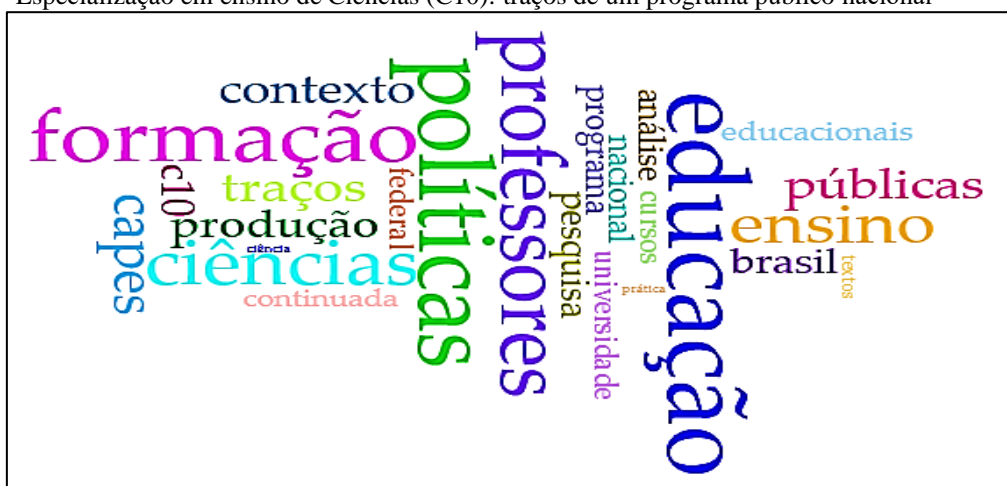 Especialização em ensino de Ciências (C10): traços de um programa público nacional
professores
políticas
contexto
formação
análise
programa
educação
educacionais
nacional
c10
traços
federal
públicas
cursos
pesquisa
capes
produção
ensino
ciência
ciências
brasil
textos
universidade
continuada
prática